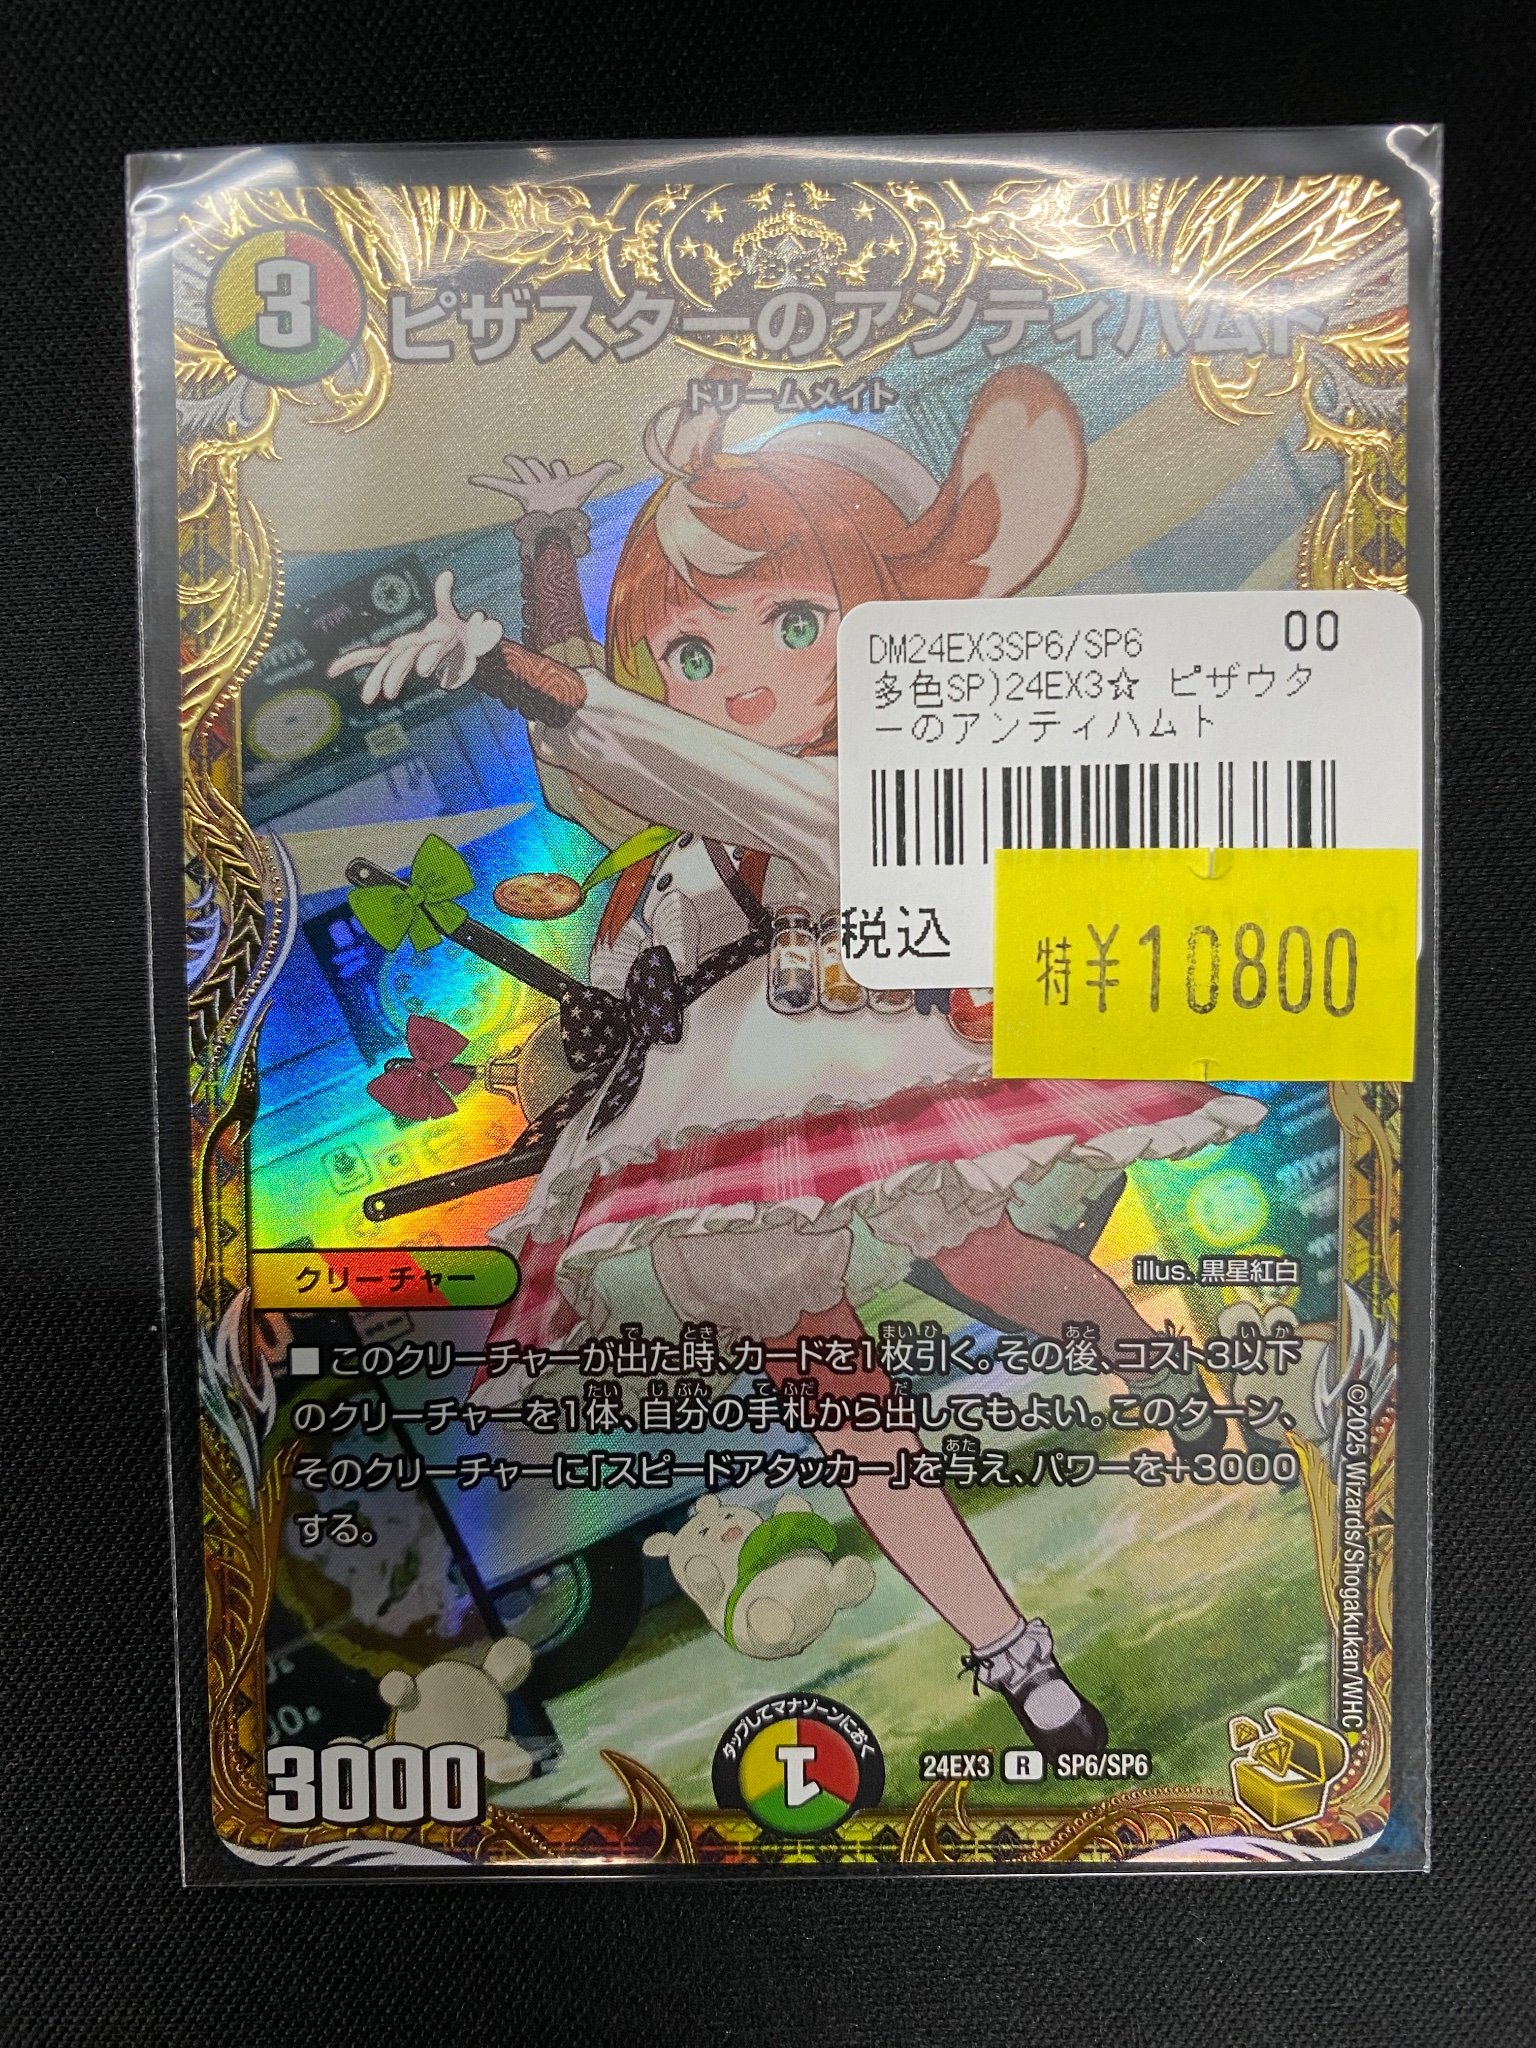 3
ピザスターのアンティハムト
ドリームメイト
DM24EX3SP6/SP6
00
多色SP)24EX3☆ ピザウタ
ーのアンティハムト
税込
特¥10800
クリーチャー
illus. 黒星紅白
■このクリーチャーが出た時、カードを1枚引く。その後、コスト3以下
のクリーチャーを1体、自分の手札から出してもよい。このターン、
そのクリーチャーに「スピードアタッカー」を与え、パワーを+3000
する。
©2025 Wizards/Shogakukan/WHC
タップしてマナゾーンにおく
1
3000
24EX3 R SP6/SP6